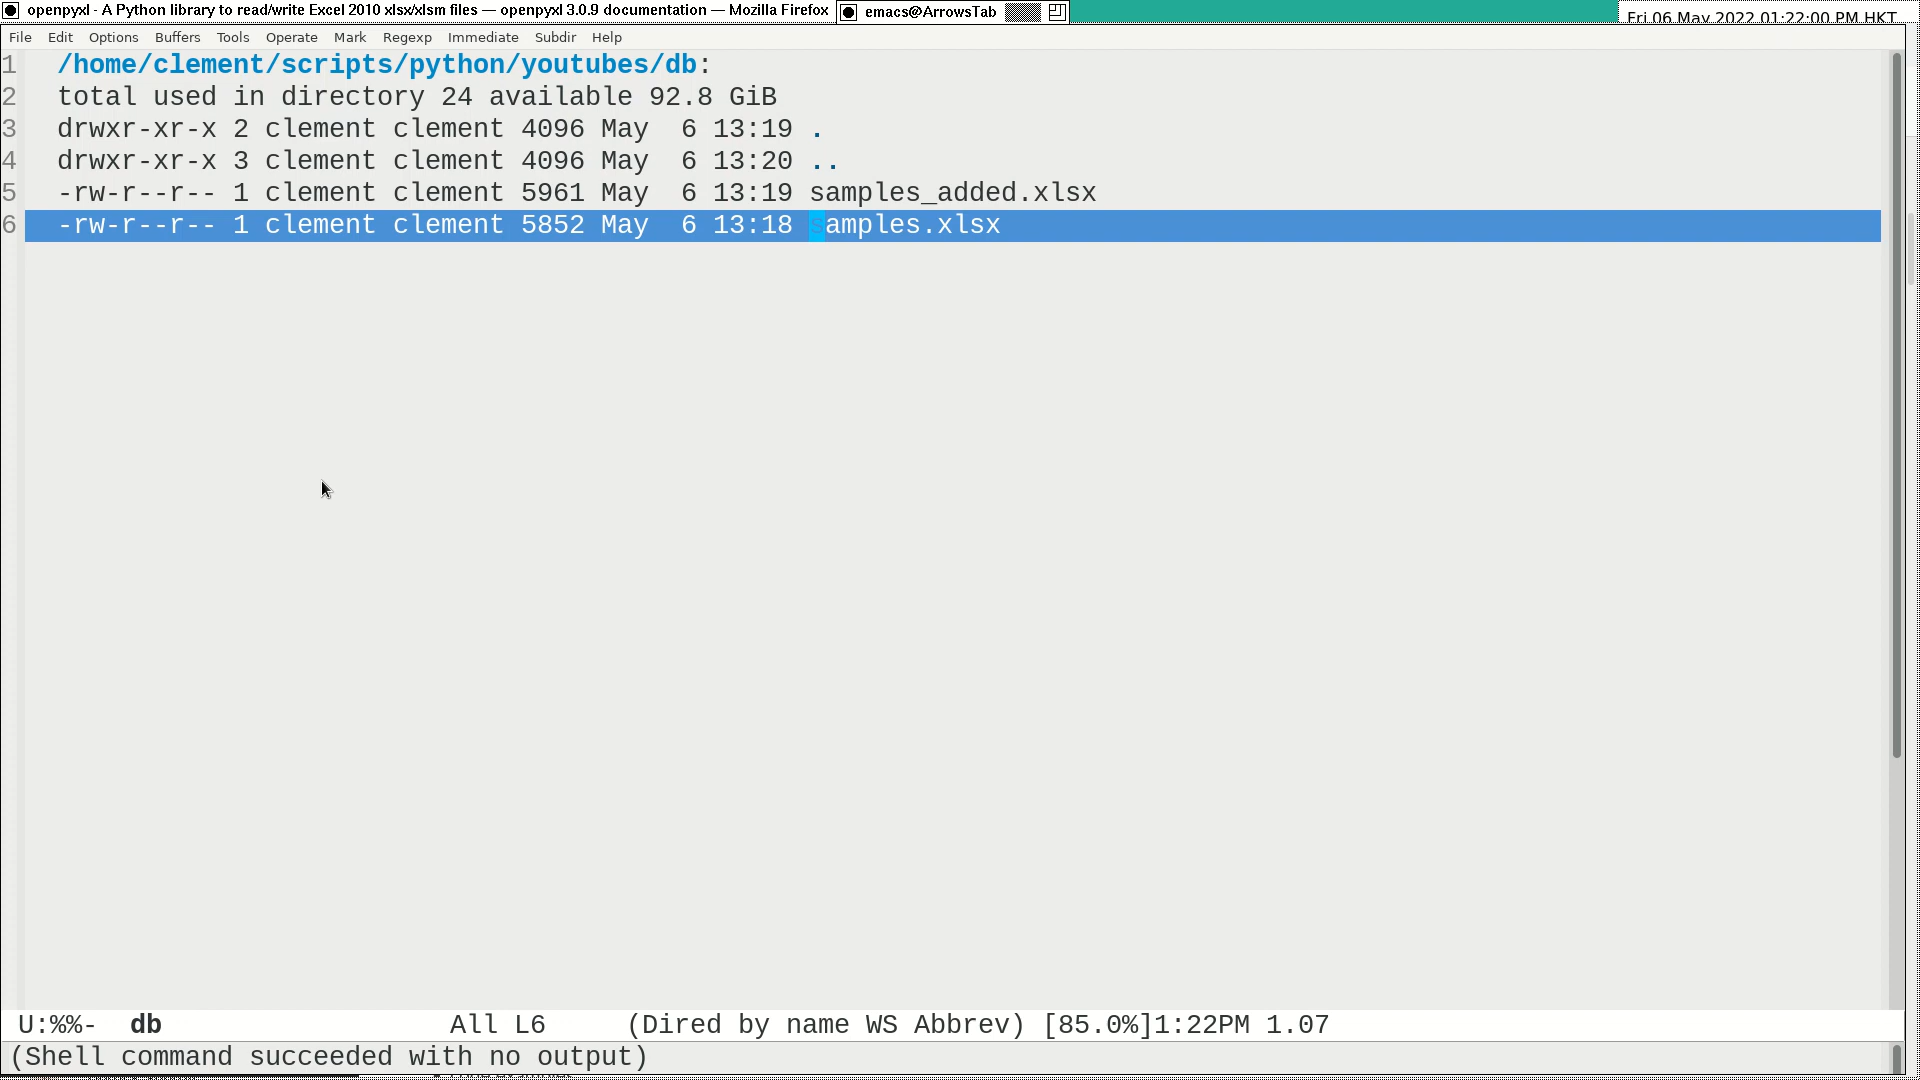 openpyxl - A Python library to read/write Excel 2010 xlsx/xlsm files — openpyxl 3.0.9 documentation — Mozilla Firefox
emacs@ArrowsTab
Fri 06 May 2022 01:22:00 PM HKT
File Edit Options Buffers Tools Operate Mark Regexp Immediate Subdir Help
1 /home/clement/scripts/python/youtubes/db:
2 total used in directory 24 available 92.8 GiB
3 drwxr-xr-x 2 clement clement 4096 May  6 13:19 .
4 drwxr-xr-x 3 clement clement 4096 May  6 13:20 ..
5 -rw-r--r-- 1 clement clement 5961 May  6 13:19 samples_added.xlsx
6 -rw-r--r-- 1 clement clement 5852 May  6 13:18 samples.xlsx
U:%%-  db All L6 (Dired by name WS Abbrev) [85.0%]1:22PM 1.07
(Shell command succeeded with no output)